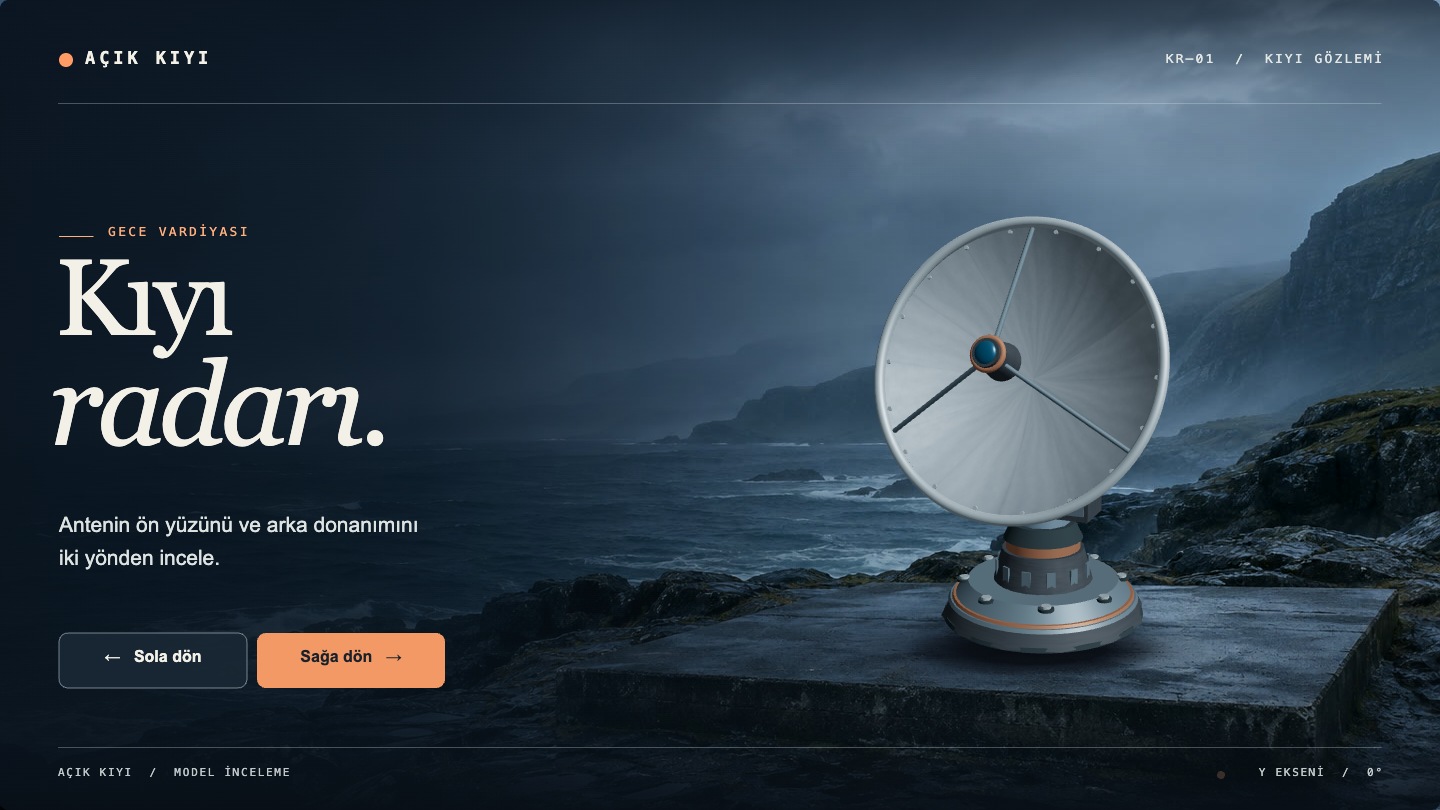 AÇIK KIYI
KR–01 / KIYI GÖZLEMİ
GECE VARDİYASI
Kıyı
radarı.
Antenin ön yüzünü ve arka donanımını
iki yönden incele.
← Sola dön
Sağa dön →
AÇIK KIYI / MODEL İNCELEME
Y EKSENİ / 0°